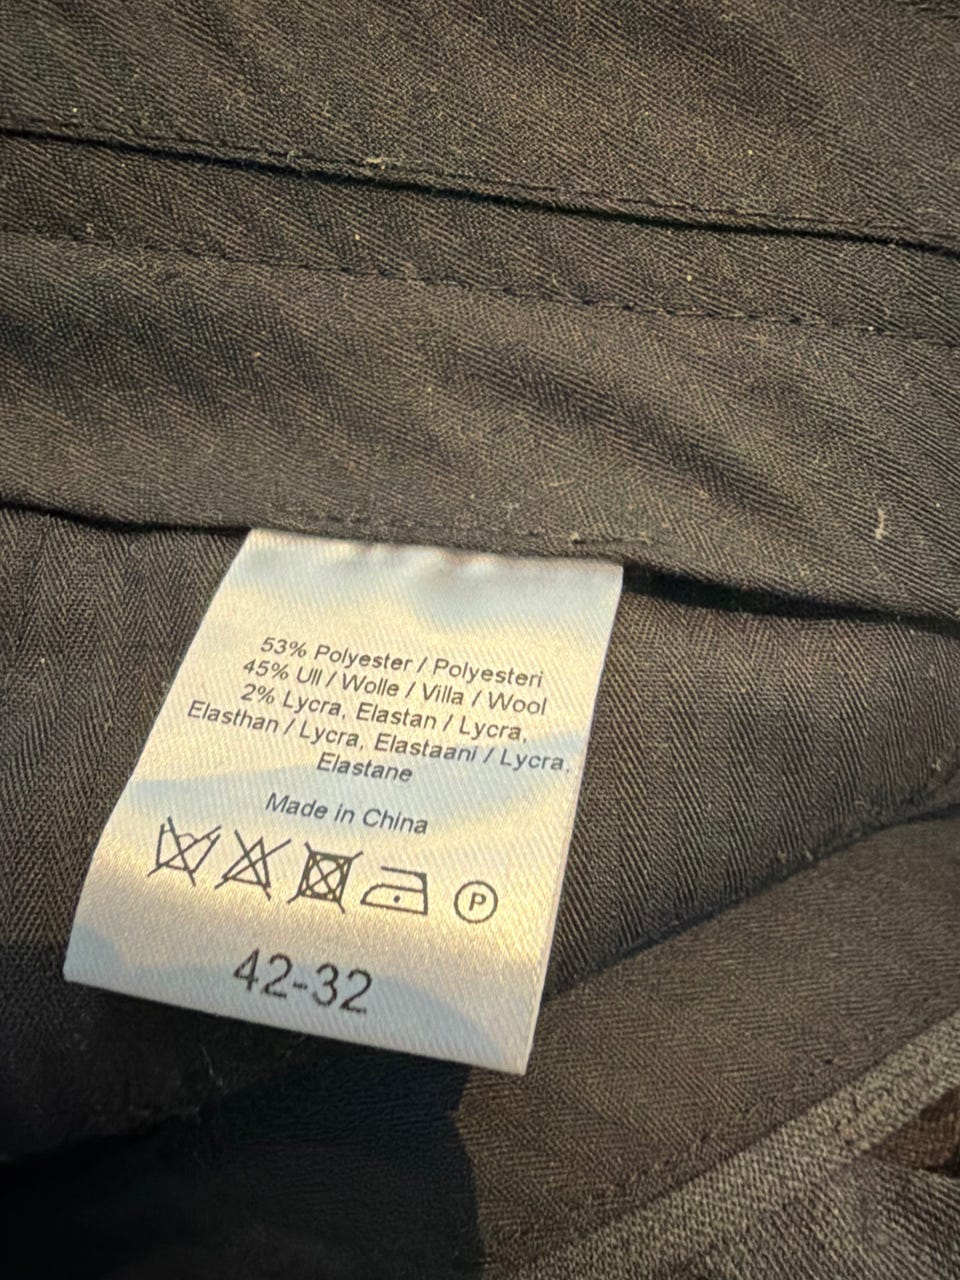 53% Polyester / Polyesteri
45% Ull / Wolle / Villa / Wool
2% Lycra, Elastan / Lycra,
Elasthan / Lycra, Elastaani / Lycra,
Elastane
Made in China
P
42-32